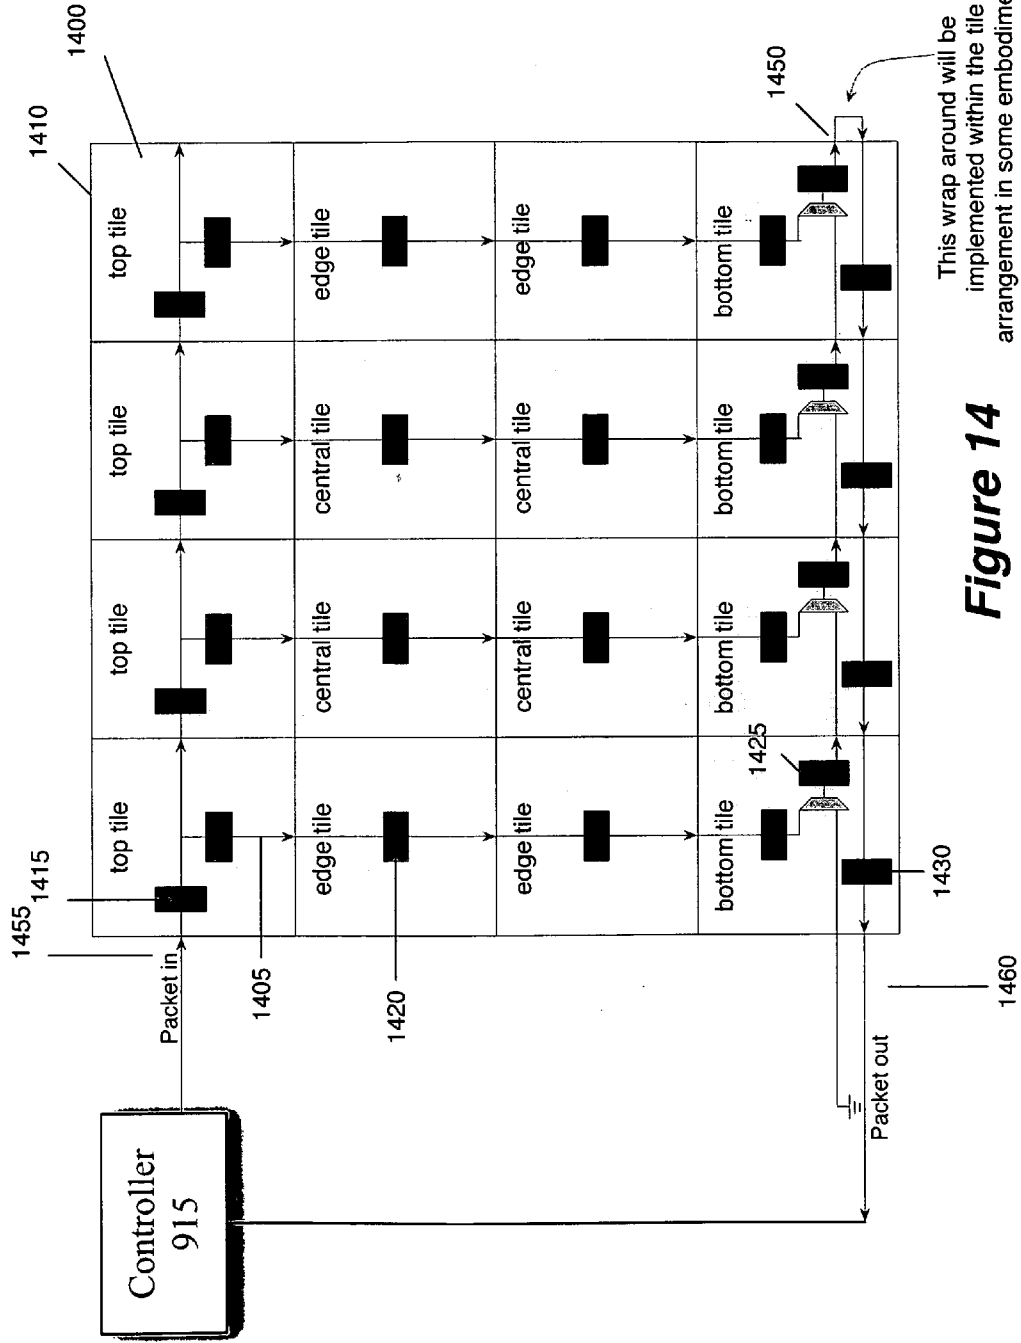 1455
1415
1410
1400
top tile
top tile
top tile
top tile
Controller
915
Packet in
1405
edge tile
central tile
central tile
edge tile
1420
edge tile
central tile
central tile
edge tile
bottom tile
bottom tile
bottom tile
bottom tile
1425
1450
Packet out
1430
1460
This wrap around will be
implemented within the tile
arrangement in some embodime
Figure 14